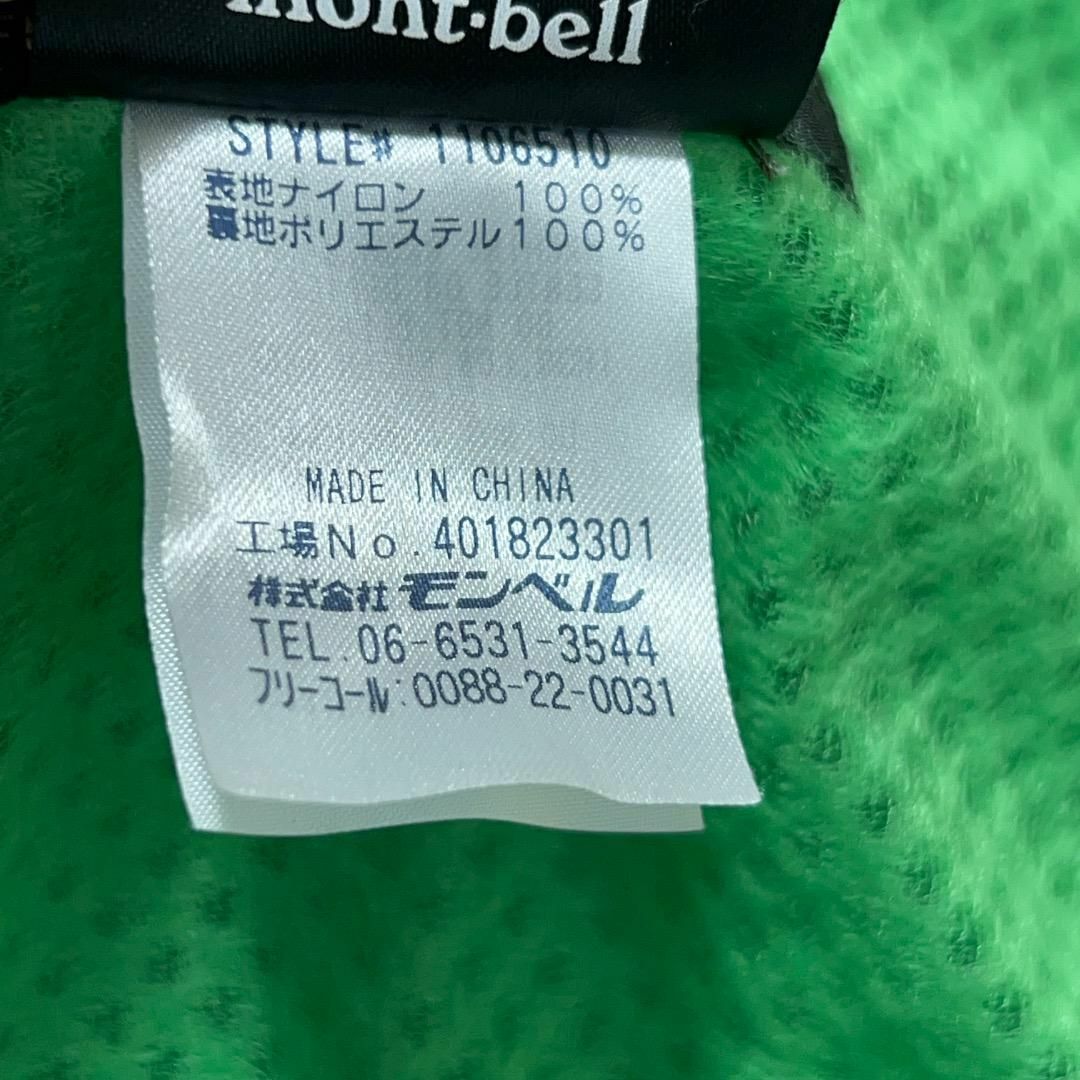 mont-bell
STYLE# 1106510
表地ナイロン 100%
裏地ポリエステル100%
MADE IN CHINA
工場No.401823301
株式会社モンベル
TEL.06-6531-3544
フリーコール:0088-22-0031